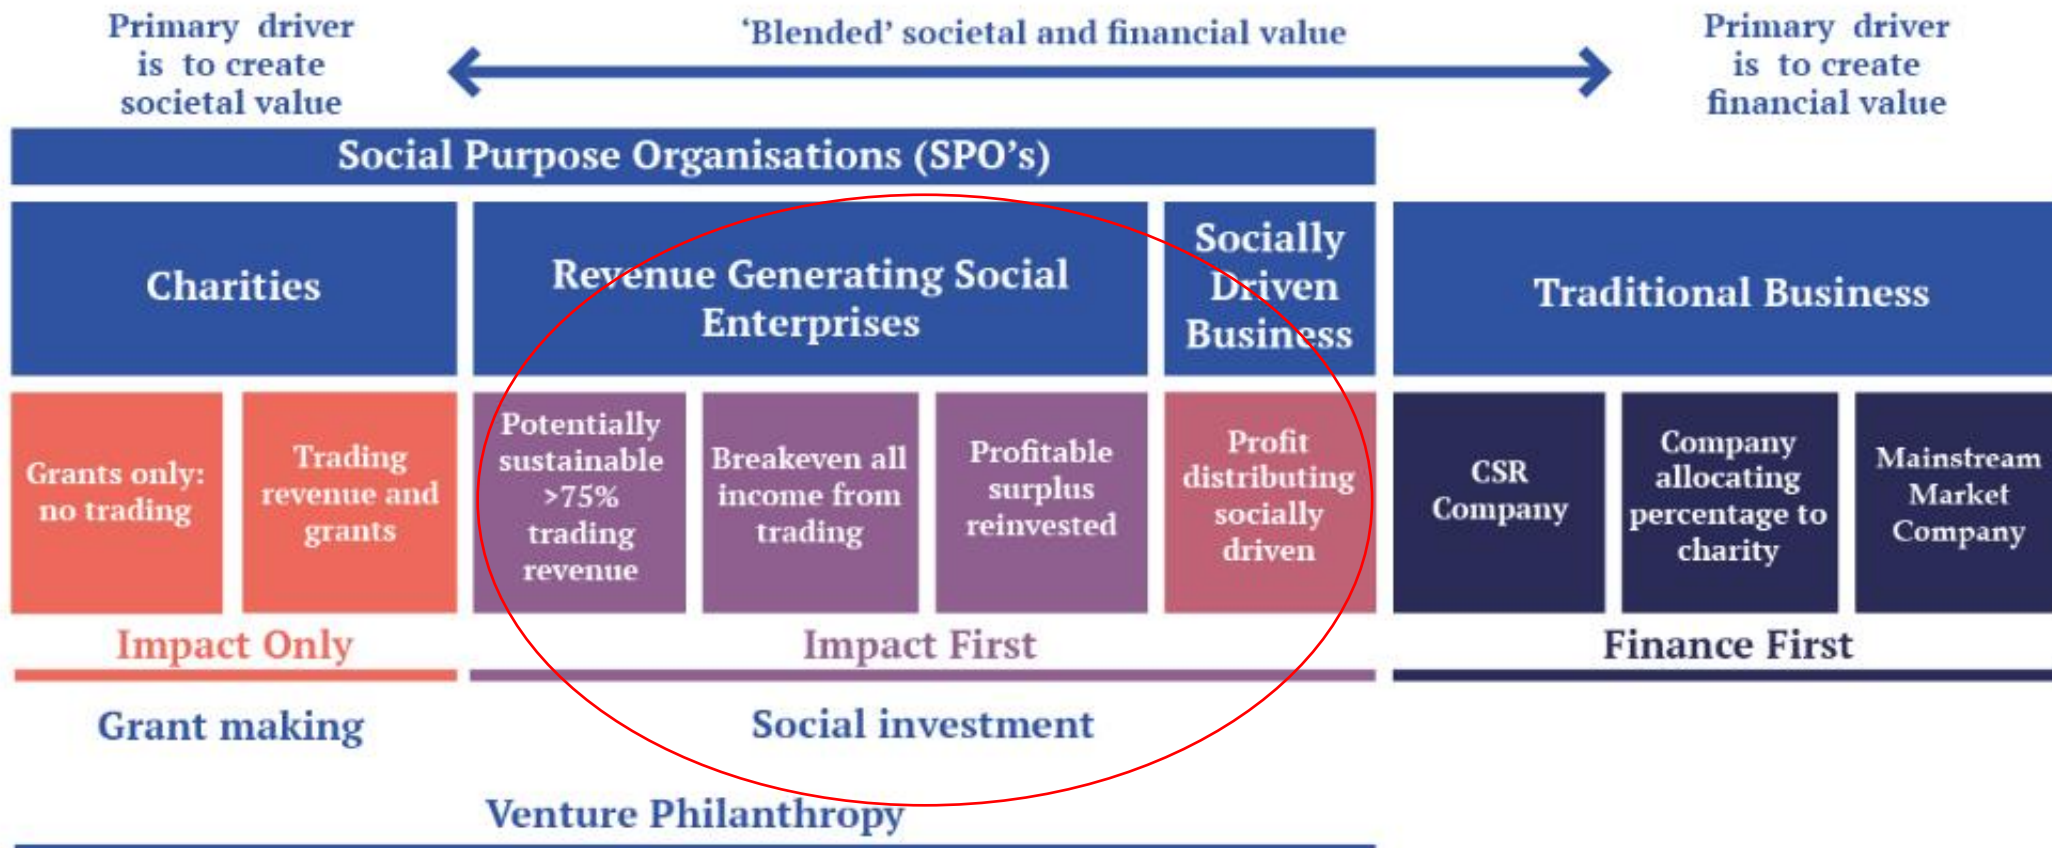 Primary driver
is to create
societal value
‘Blended’ societal and financial value
Primary driver
is to create
financial value
Social Purpose Organisations (SPO’s)
Charities
Revenue Generating Social
Enterprises
Socially
Driven
Business
Traditional Business
Grants only:
no trading
Trading
revenue and
grants
Potentially
sustainable
>75%
trading
revenue
Breakeven all
income from
trading
Profitable
surplus
reinvested
Profit
distributing
socially
driven
CSR
Company
Company
allocating
percentage to
charity
Mainstream
Market
Company
Impact Only
Impact First
Finance First
Grant making
Social investment
Venture Philanthropy